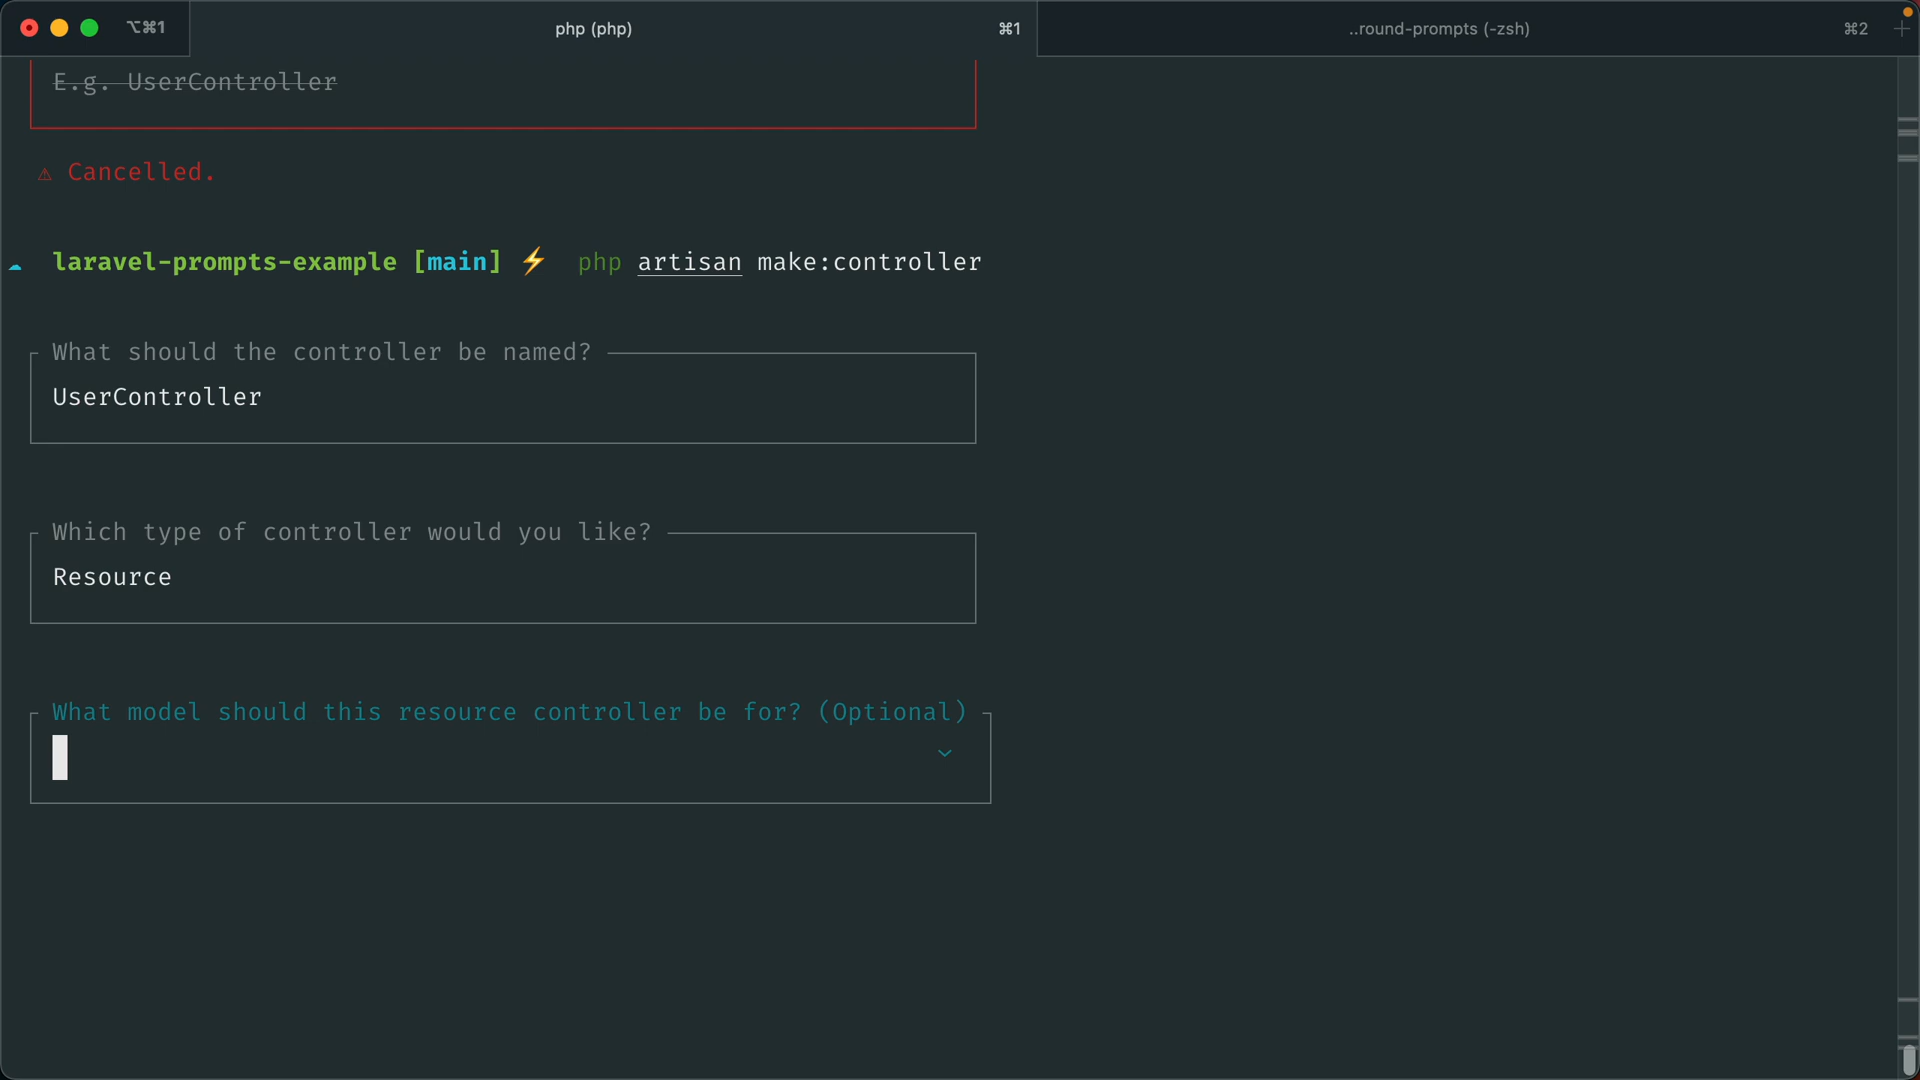 ⌥⌘1
php (php)
⌘1
..round-prompts (-zsh)
⌘2
E.g. UserController
⚠ Cancelled.
laravel-prompts-example [main] ⚡ php artisan make:controller
What should the controller be named?
UserController
Which type of controller would you like?
Resource
What model should this resource controller be for? (Optional)